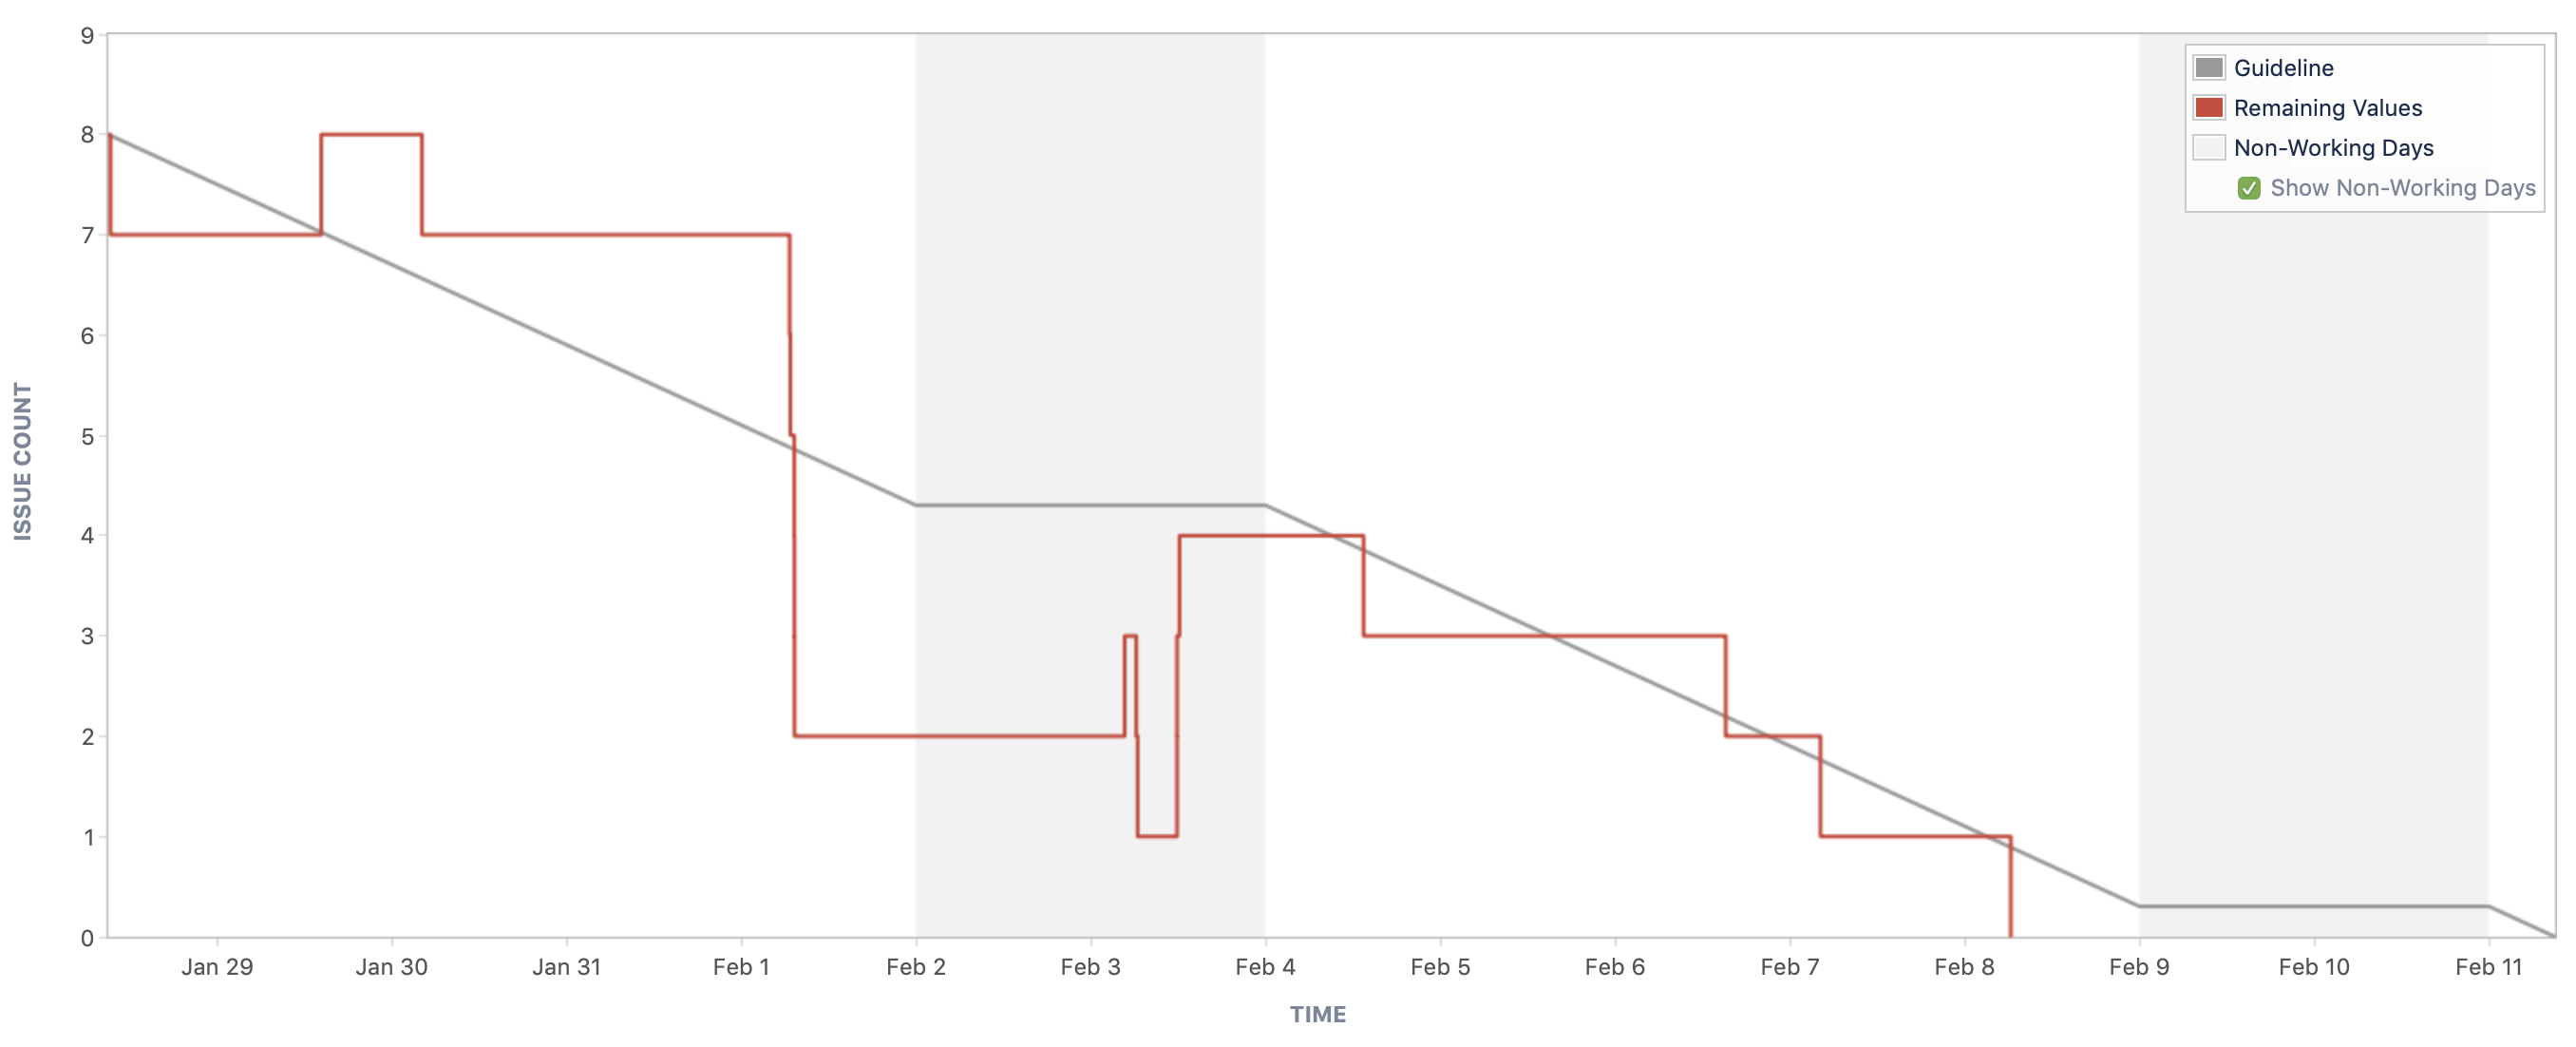 9
8
7
6
5
4
3
2
1
0
ISSUE COUNT
Guideline
Remaining Values
Non-Working Days
Show Non-Working Days
Jan 29 Jan 30 Jan 31 Feb 1 Feb 2 Feb 3 Feb 4 Feb 5 Feb 6 Feb 7 Feb 8 Feb 9 Feb 10 Feb 11
TIME